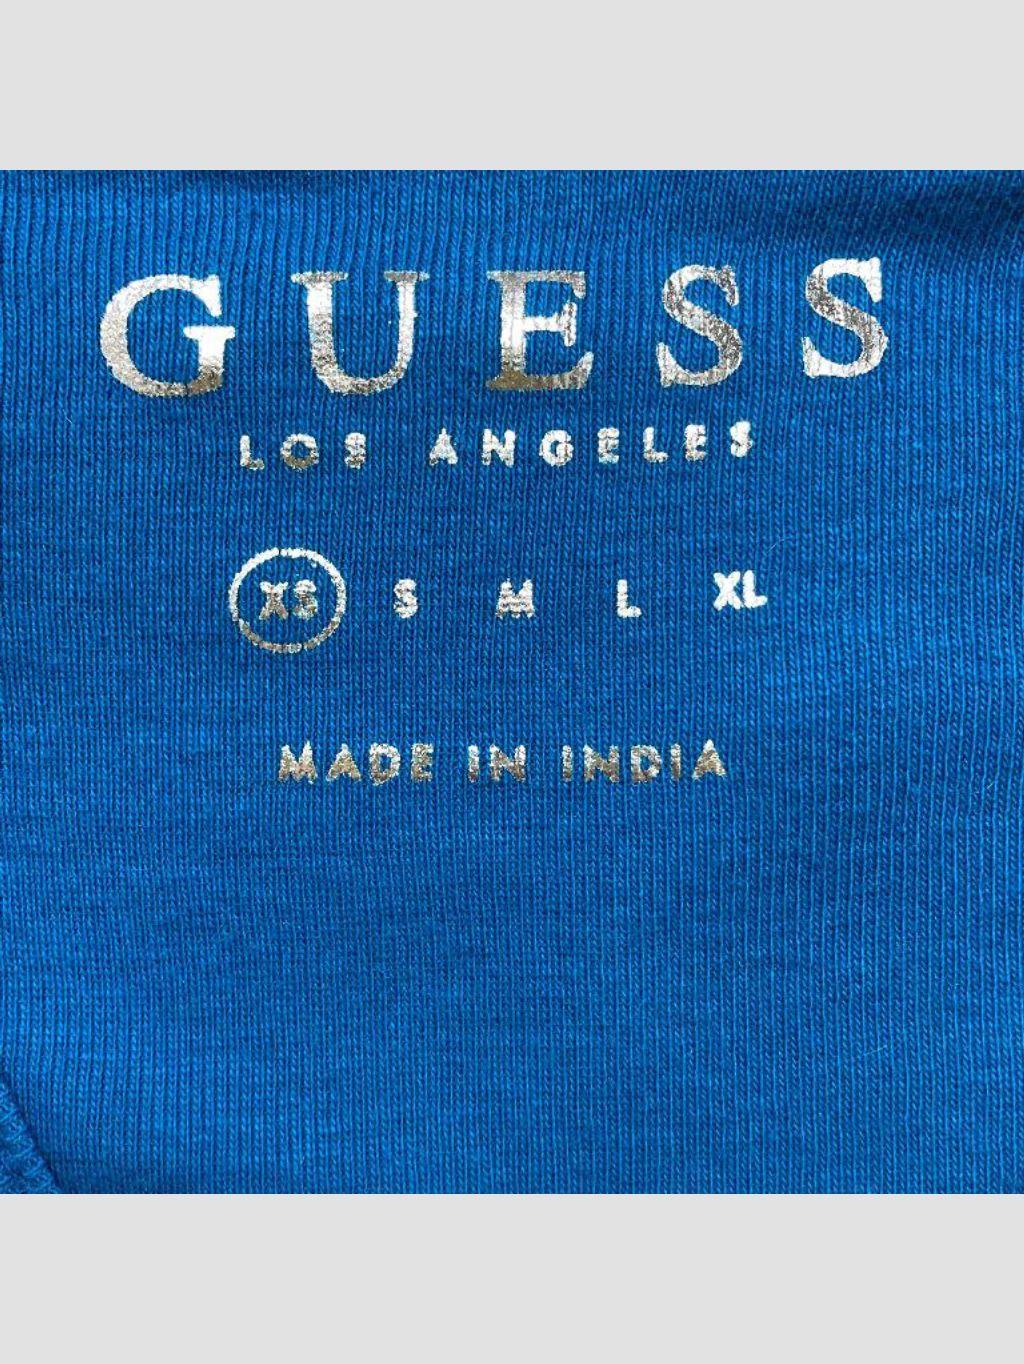 GUESS
LOS ANGELES
XS S M L XL
MADE IN INDIA